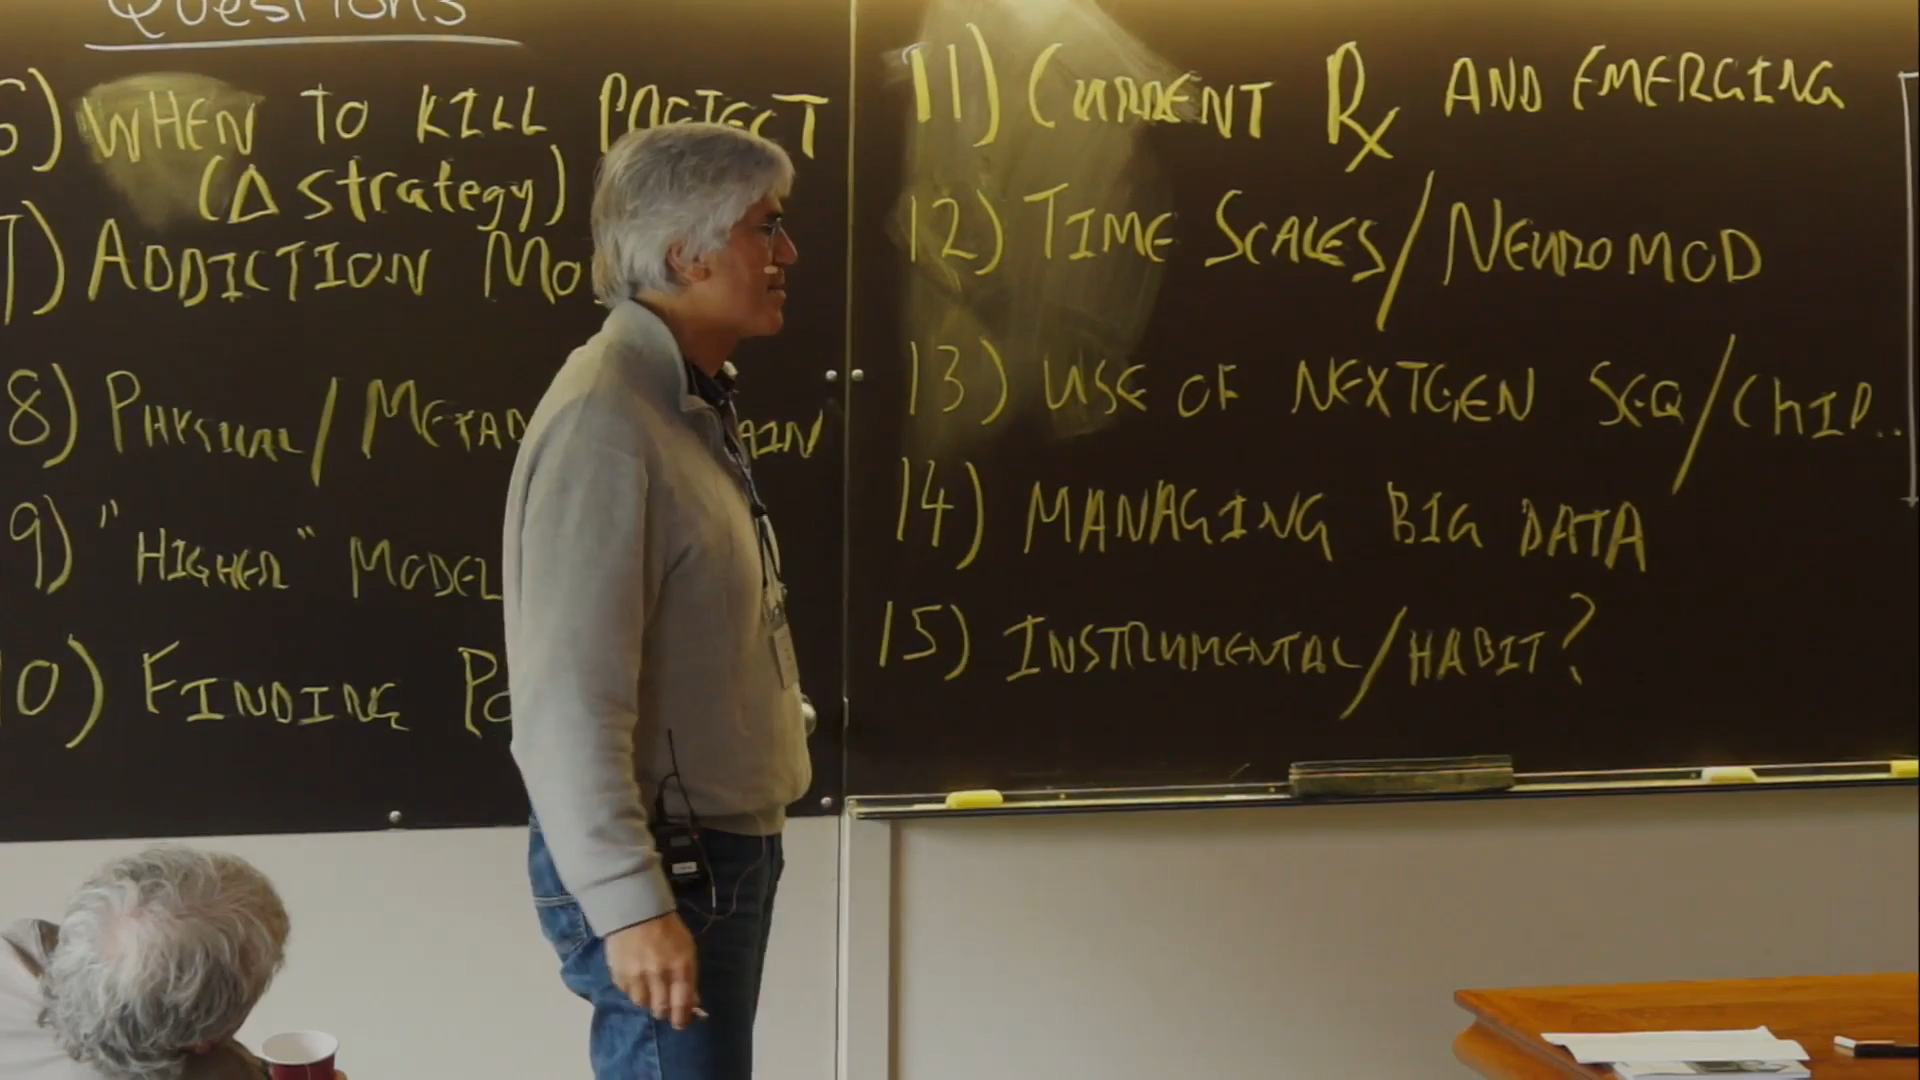 Questions
6) WHEN TO KILL PROJECT
(Δ strategy)
7) ADDICTION MO
8) PHYSICAL/METAB AIN
9) "HIGHER" MODEL
10) FINDING PO
11) CURRENT Rx AND EMERGING
12) TIME SCALES/NEUROMOD
13) USE OF NEXTGEN SEQ/ChIP..
14) MANAGING BIG DATA
15) INSTRUMENTAL/HABIT?